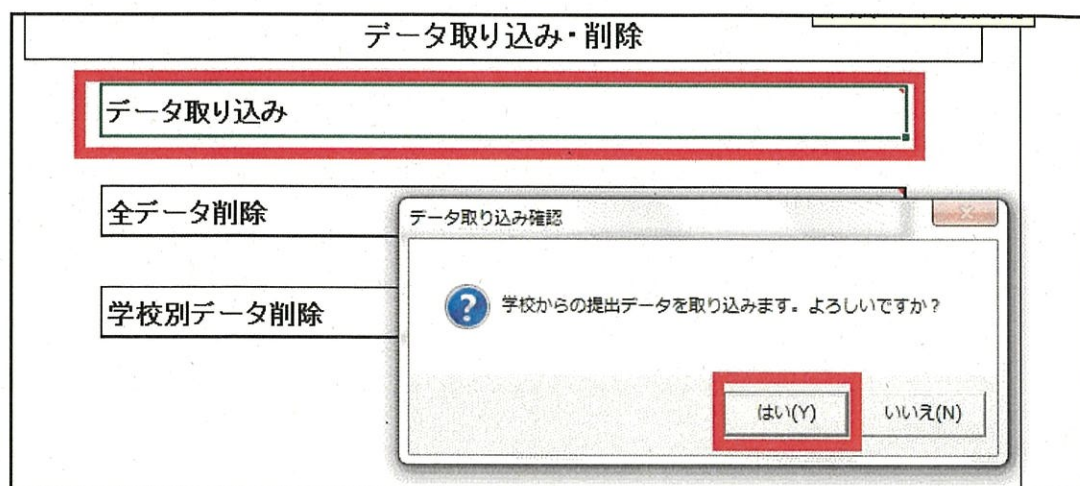 データ取り込み・削除
データ取り込み
全データ削除
データ取り込み確認
学校からの提出データを取り込みます。よろしいですか？
学校別データ削除
はい(Y)
いいえ(N)